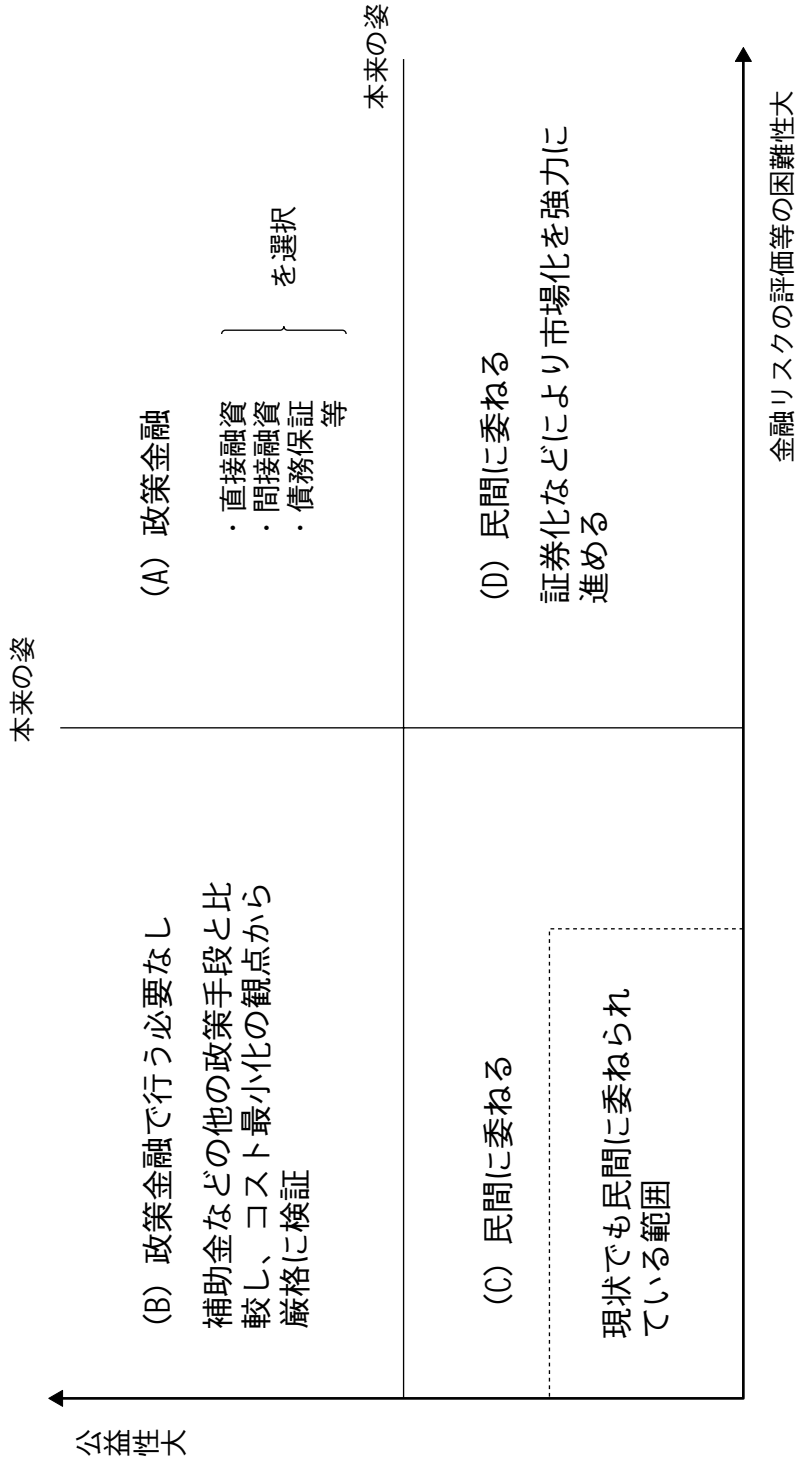 公益性大
本来の姿
(B) 政策金融で行う必要なし
補助金などの他の政策手段と比
較し、コスト最小化の観点から
厳格に検証
(A) 政策金融
・直接融資
・間接融資
・債務保証
等
を選択
本来の姿
(C) 民間に委ねる
現状でも民間に委ねられ
ている範囲
(D) 民間に委ねる
証券化などにより市場化を強力に
進める
金融リスクの評価等の困難性大